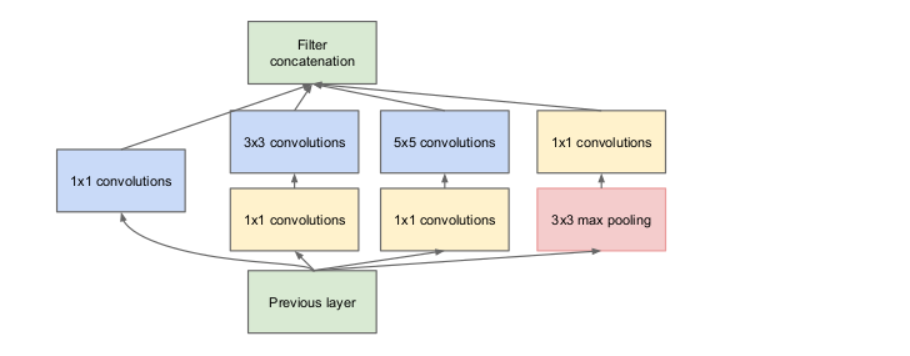 Filter
concatenation
3x3 convolutions
5x5 convolutions
1x1 convolutions
1x1 convolutions
1x1 convolutions
1x1 convolutions
3x3 max pooling
Previous layer